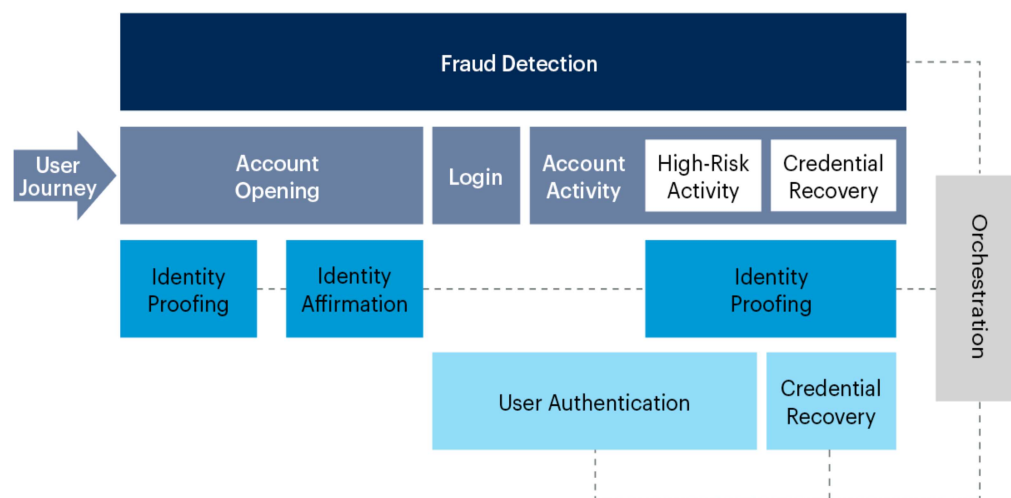 Fraud Detection
User
Journey
Account
Opening
Login
Account
Activity
High-Risk
Activity
Credential
Recovery
Identity
Proofing
Identity
Affirmation
Identity
Proofing
Orchestration
User Authentication
Credential
Recovery